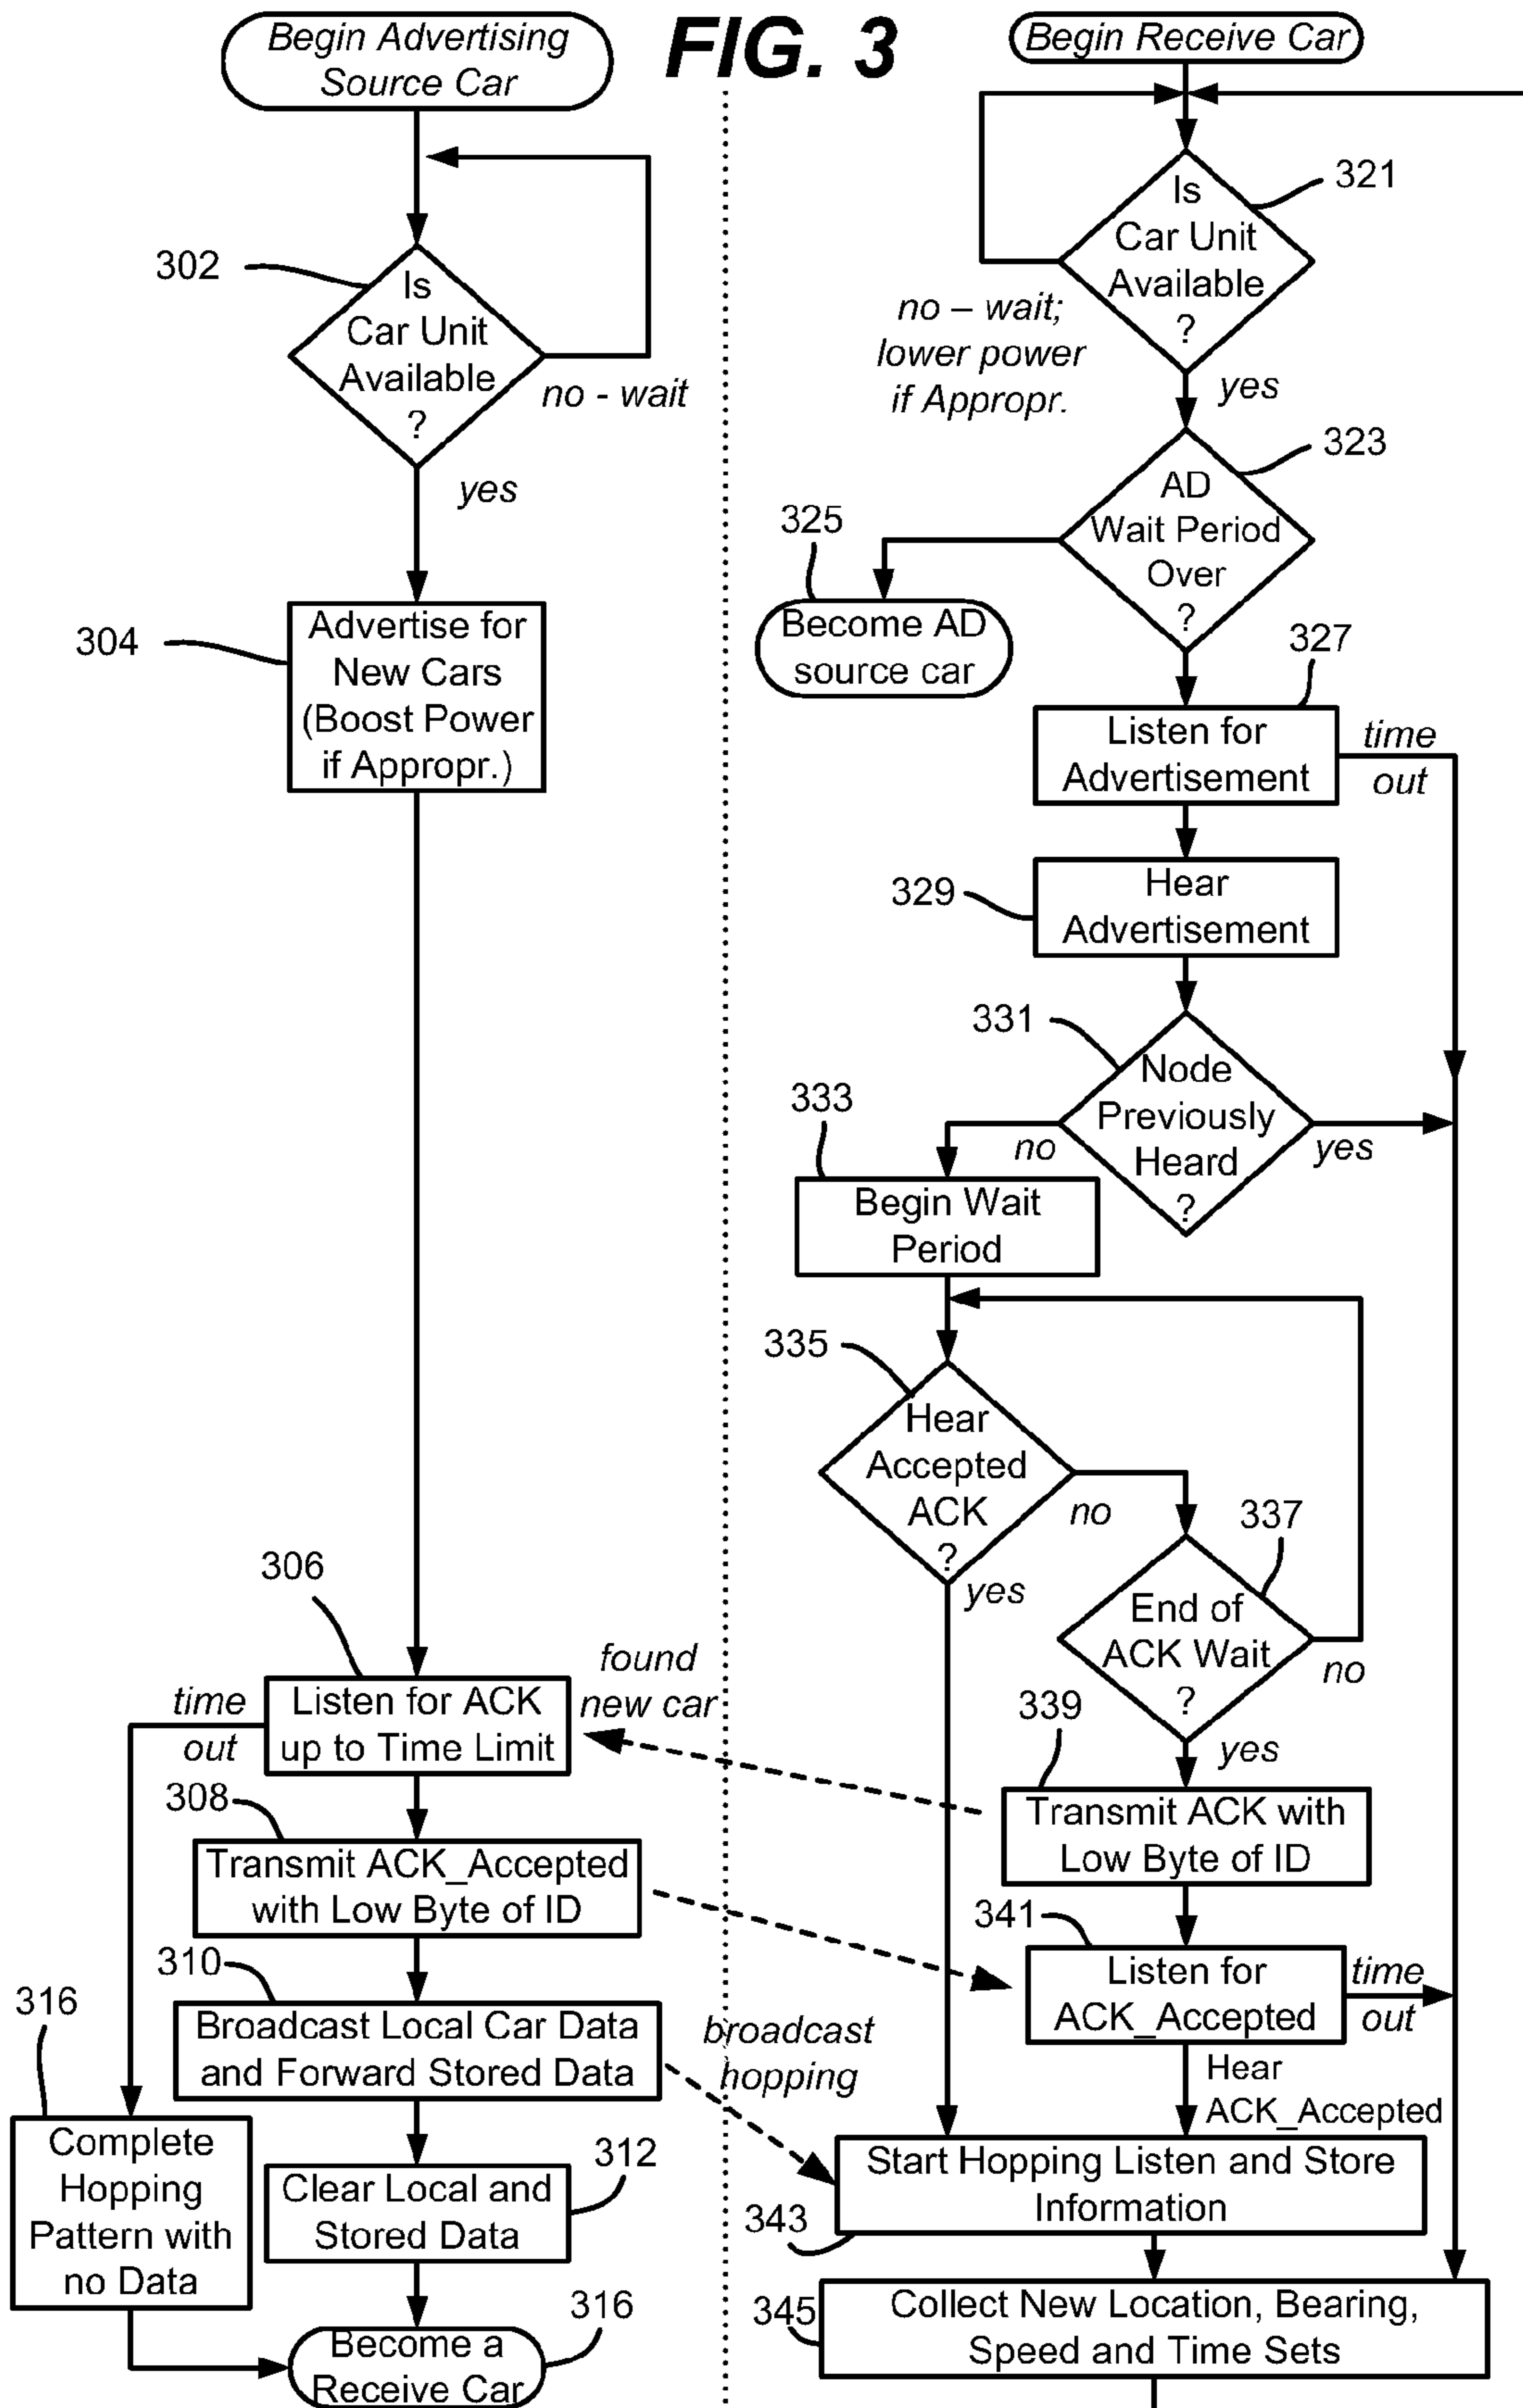 FIG. 3
Begin Advertising
Source Car
302
Is
Car Unit
Available
?
no - wait
yes
304
Advertise for
New Cars
(Boost Power
if Appropr.)
306
found
new car
time
out
Listen for ACK
up to Time Limit
308
Transmit ACK_Accepted
with Low Byte of ID
310
Broadcast Local Car Data
and Forward Stored Data
broadcast
hopping
316
Complete
Hopping
Pattern with
no Data
312
Clear Local and
Stored Data
316
Become a
Receive Car
Begin Receive Car
321
Is
Car Unit
Available
?
no – wait;
lower power
if Appropr.
yes
323
AD
Wait Period
Over
?
325
Become AD
source car
327
Listen for
Advertisement
time
out
329
Hear
Advertisement
331
Node
Previously
Heard
?
no
yes
333
Begin Wait
Period
335
Hear
Accepted
ACK
?
no
yes
337
End of
ACK Wait
?
no
yes
339
Transmit ACK with
Low Byte of ID
341
Listen for
ACK_Accepted
time
out
Hear
ACK_Accepted
343
Start Hopping Listen and Store
Information
345
Collect New Location, Bearing,
Speed and Time Sets